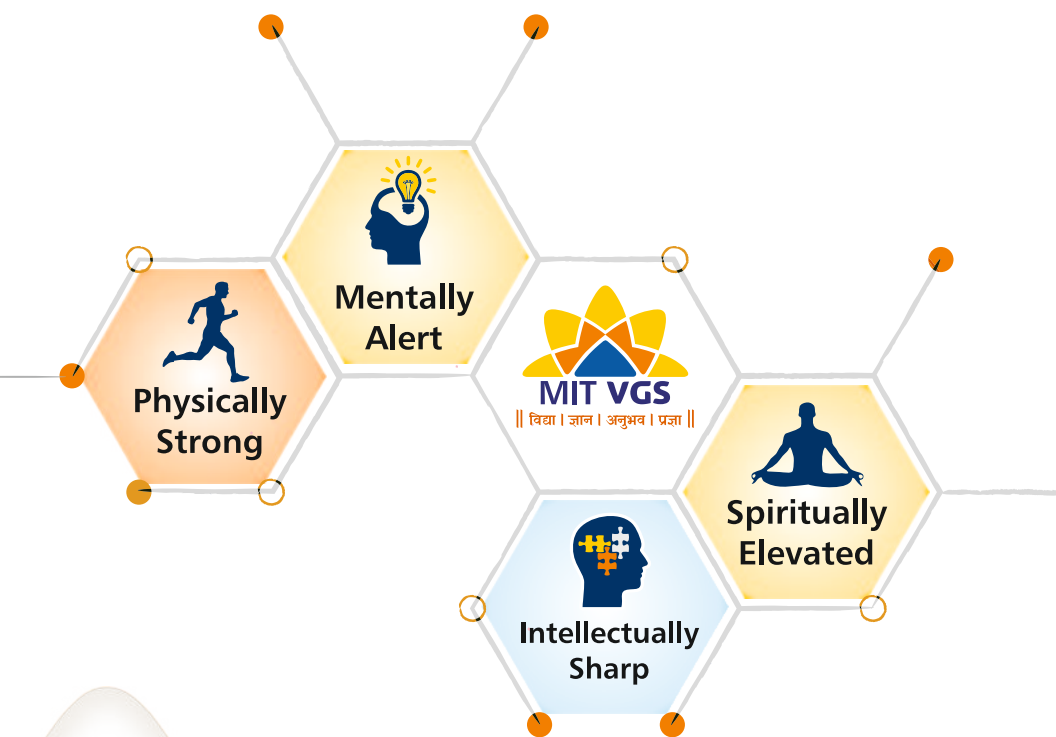 Mentally
Alert
Physically
Strong
MIT VGS
|| विद्या । ज्ञान । अनुभव । प्रज्ञा ||
Spiritually
Elevated
Intellectually
Sharp